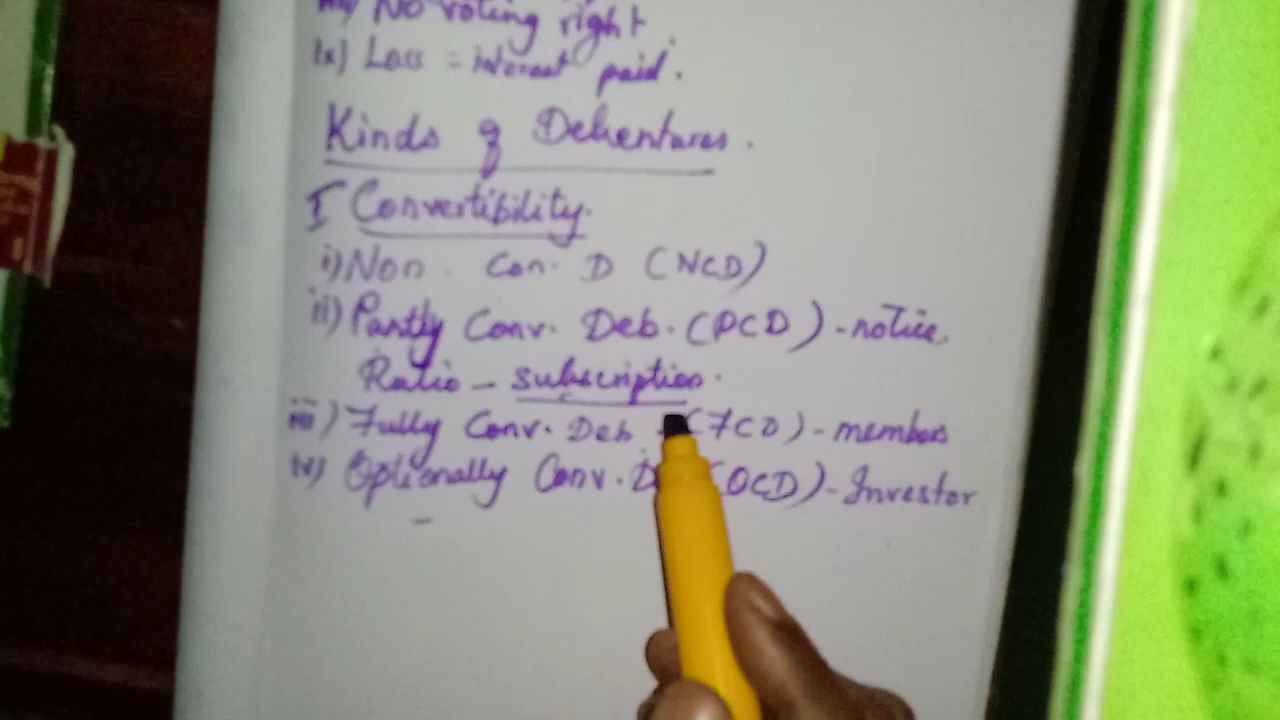 No voting right.
ix) Loss = interest paid.
Kinds of Debentures.
I Convertibility.
i) Non. Con. D (NCD)
ii) Partly Conv. Deb. (PCD) - notice,
Ratio - subscription.
iii) Fully Conv. Deb (FCD) - members
iv) Optionally Conv. (OCD) - Investor